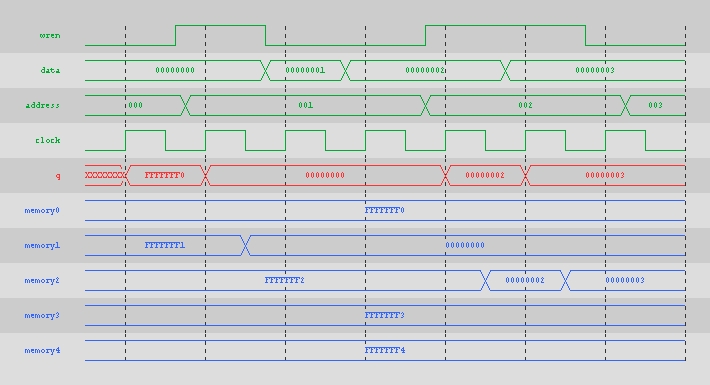 wren
data 00000000 00000001 00000002 00000003
address 000 001 002 003
clock
q XXXXXXXX FFFFFFF0 00000000 00000002 00000003
memory0 FFFFFFF0
memory1 FFFFFFF1 00000000
memory2 FFFFFFF2 00000002 00000003
memory3 FFFFFFF3
memory4 FFFFFFF4